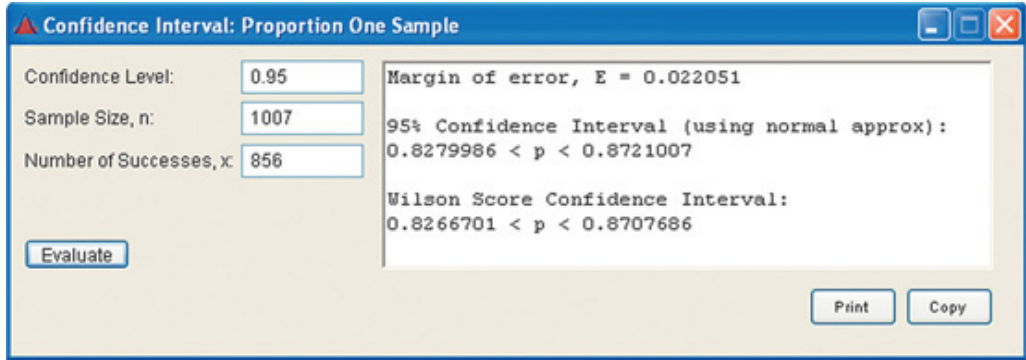 Confidence Interval: Proportion One Sample
Confidence Level: 0.95
Sample Size, n: 1007
Number of Successes, x: 856
Evaluate
Margin of error, E = 0.022051
95% Confidence Interval (using normal approx):
0.8279986 < p < 0.8721007
Wilson Score Confidence Interval:
0.8266701 < p < 0.8707686
Print
Copy